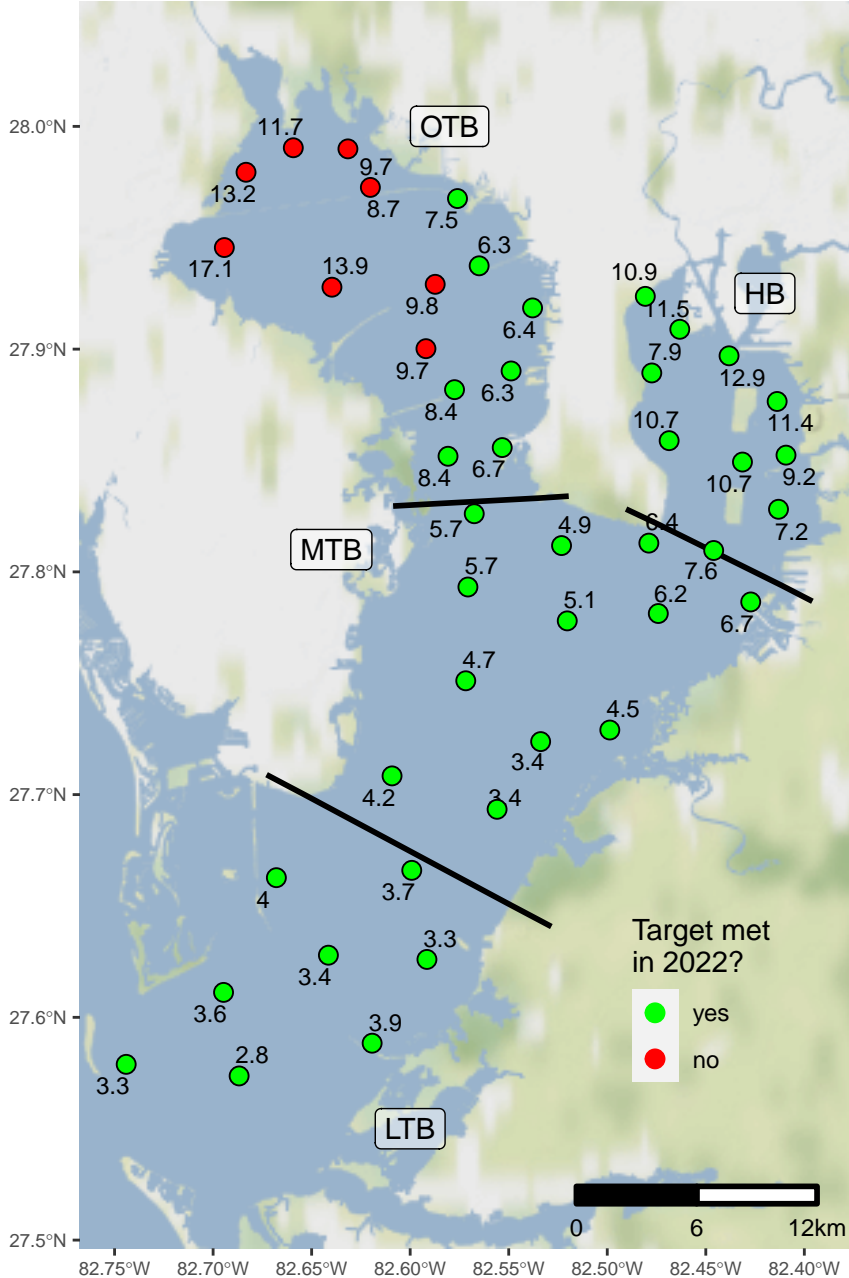 28.0°N
27.9°N
27.8°N
27.7°N
27.6°N
27.5°N
OTB
11.7
9.7
13.2
8.7
7.5
6.3
17.1
13.9
9.8
10.9
HB
11.5
6.4
9.7
7.9
12.9
6.3
8.4
11.4
10.7
8.4
6.7
10.7
9.2
5.7
4.9
6.4
7.2
MTB
7.6
5.7
5.1
6.2
6.7
4.7
4.5
3.4
4.2
3.4
3.7
4
3.3
3.4
3.6
3.9
2.8
3.3
LTB
Target met
in 2022?
yes
no
0 6 12km
82.75°W 82.70°W 82.65°W 82.60°W 82.55°W 82.50°W 82.45°W 82.40°W